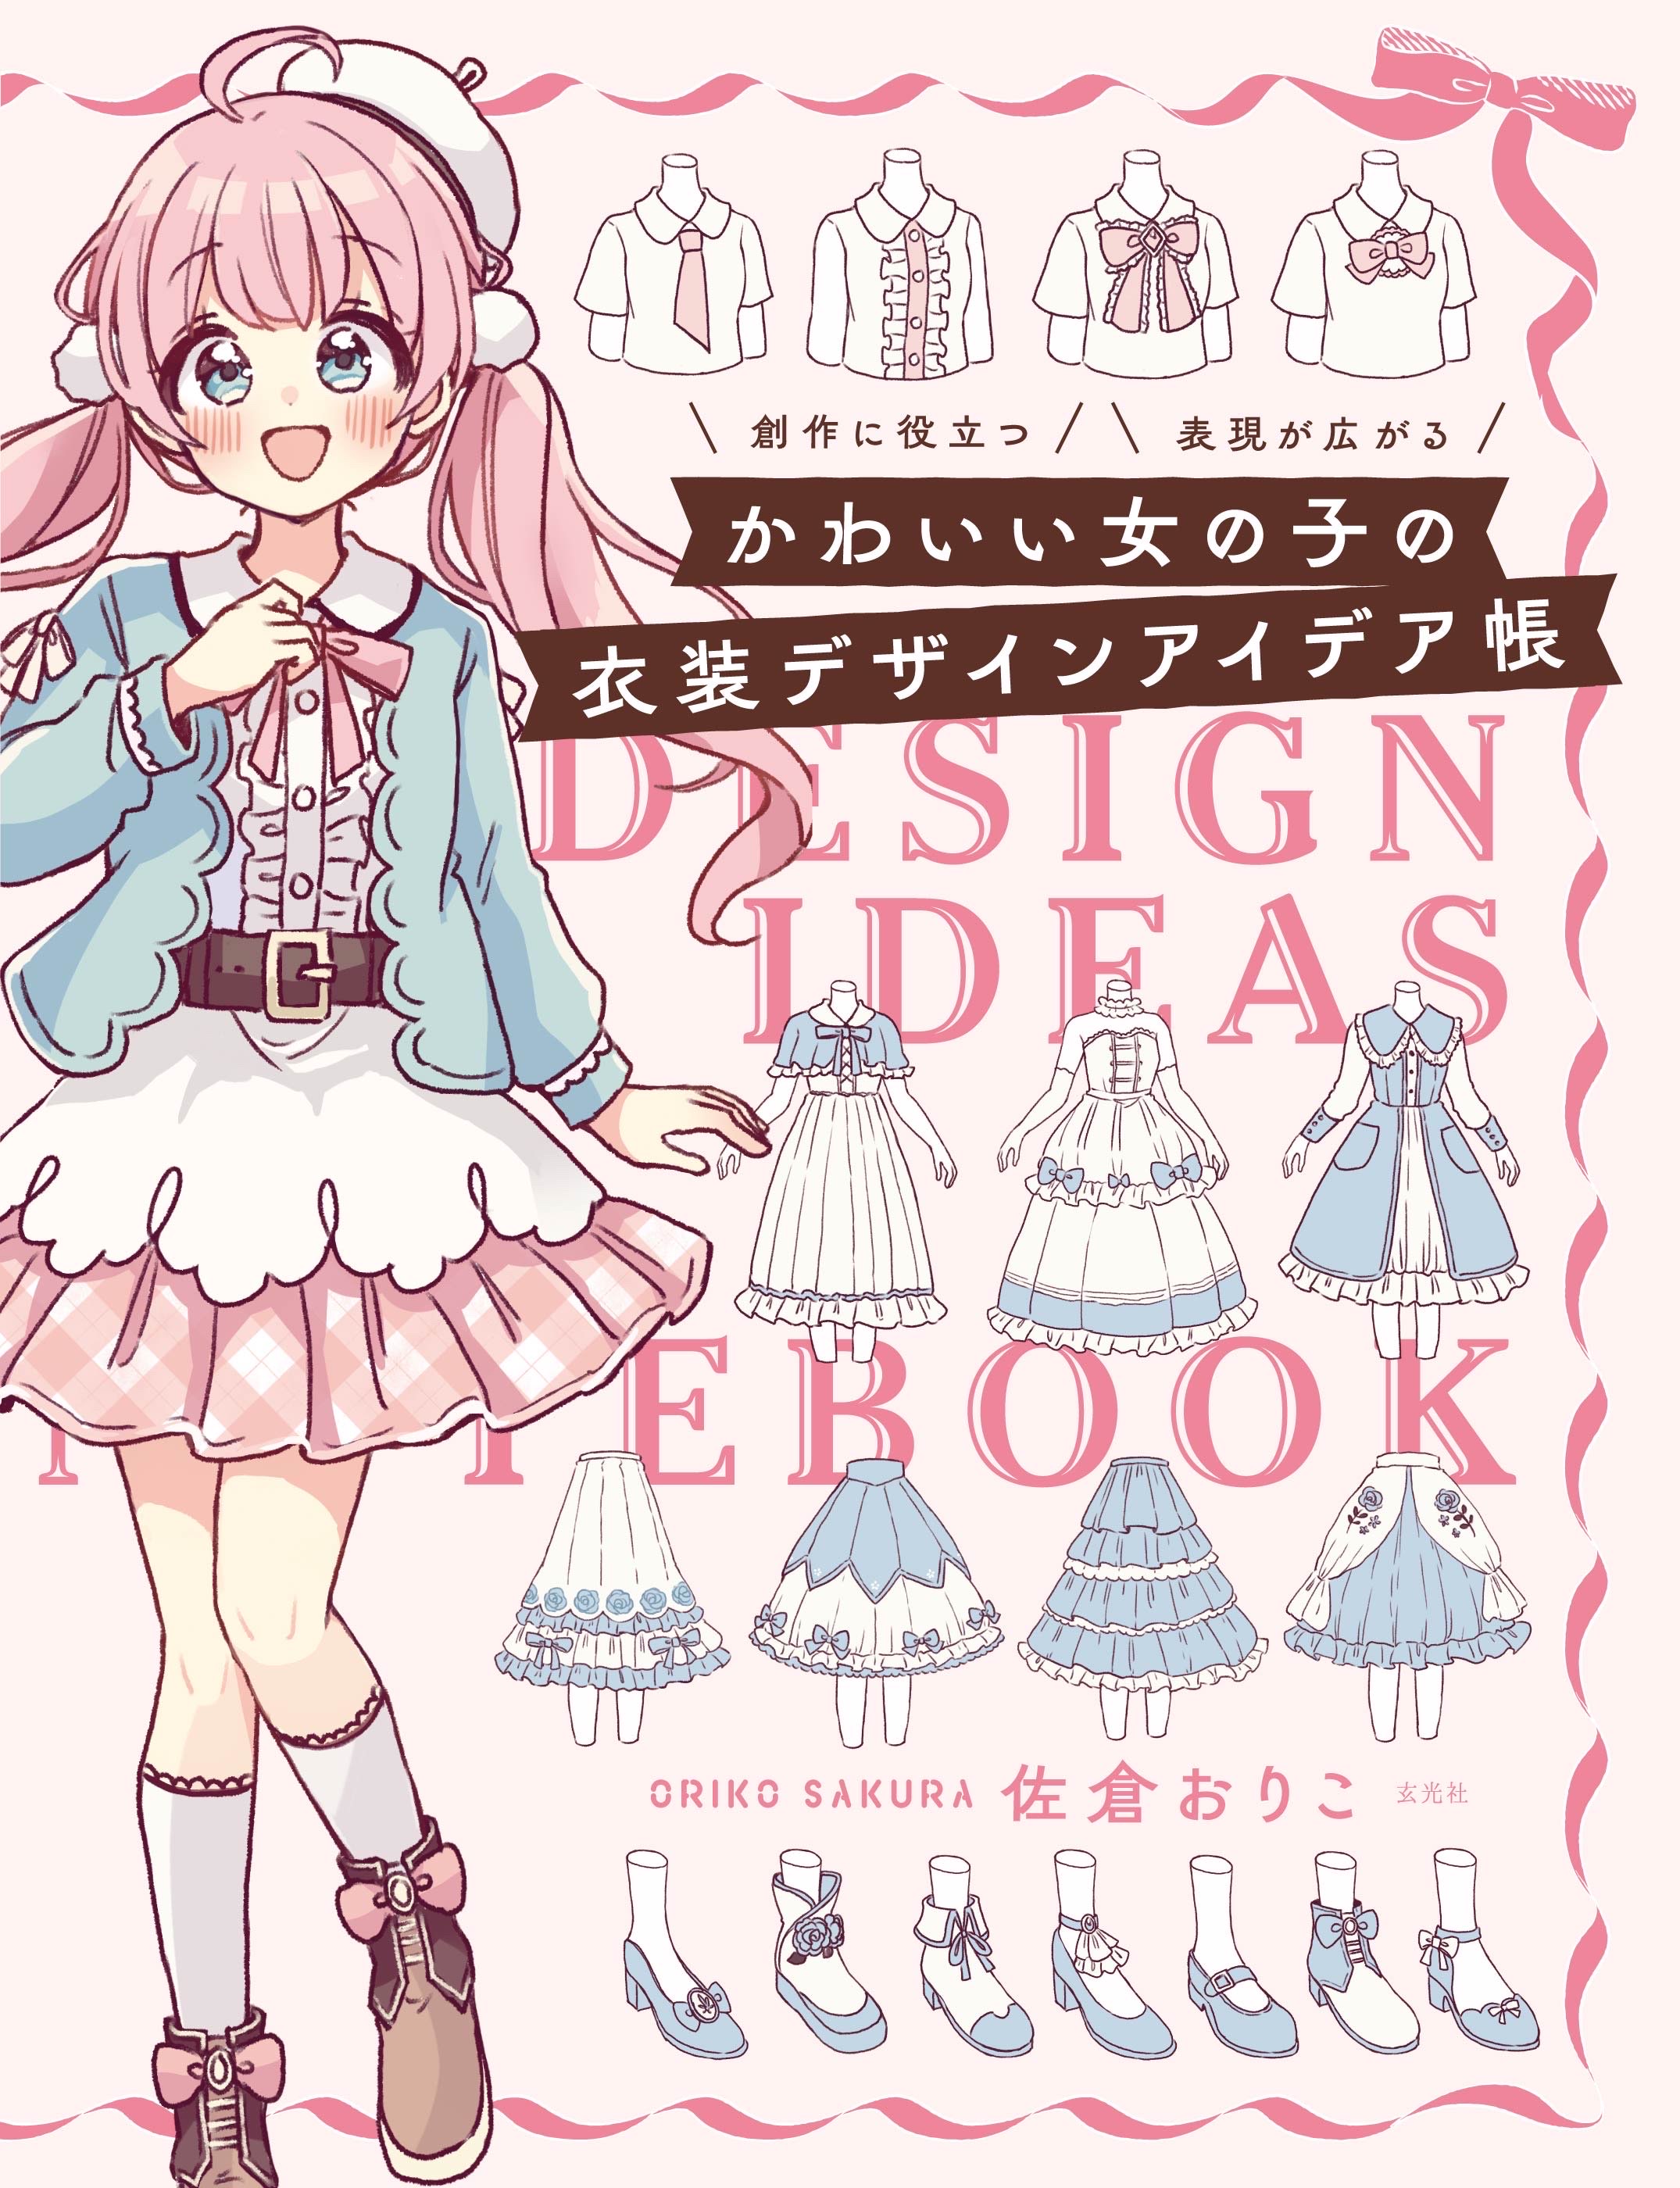 創作に役立つ 表現が広がる
かわいい女の子の
衣装デザインアイデア帳
DESIGN
IDEAS
NOTEBOOK
ORIKO SAKURA 佐倉おりこ 玄光社